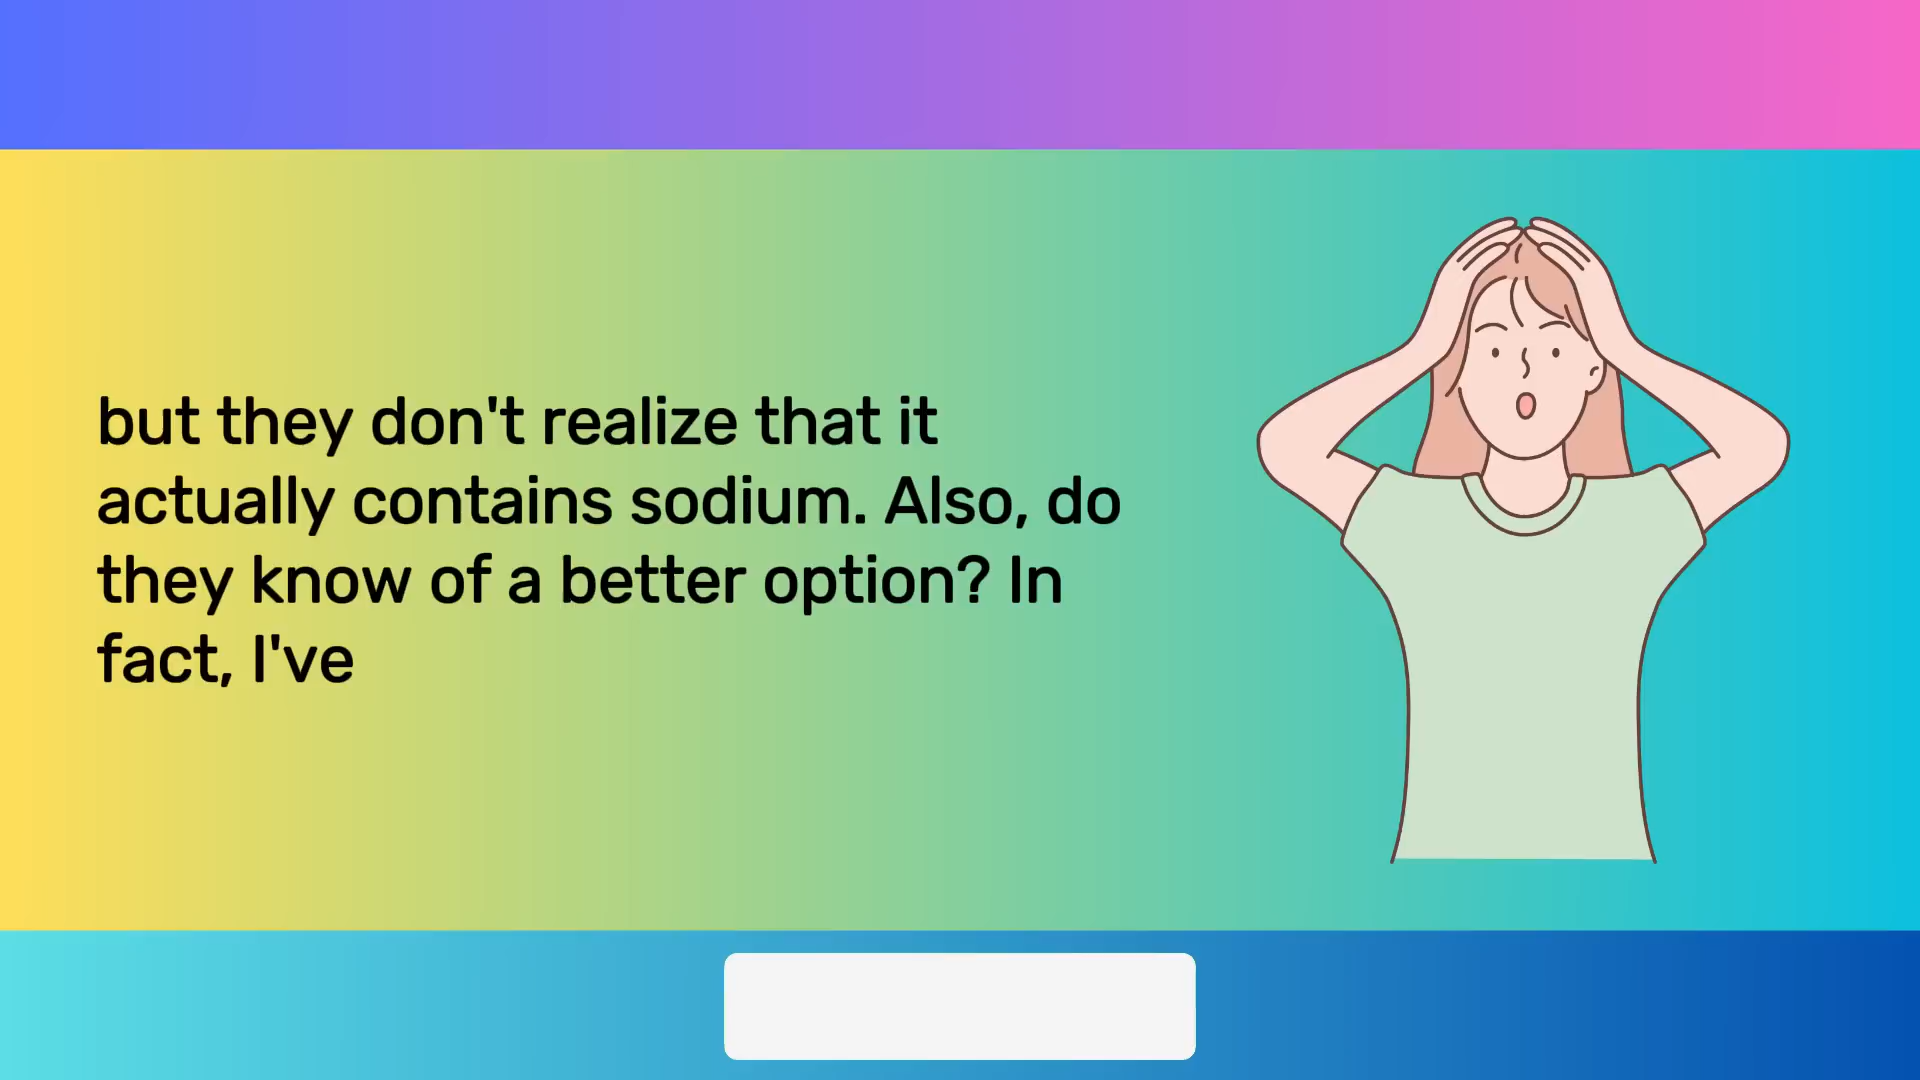 but they don't realize that it
actually contains sodium. Also, do
they know of a better option? In
fact, I've